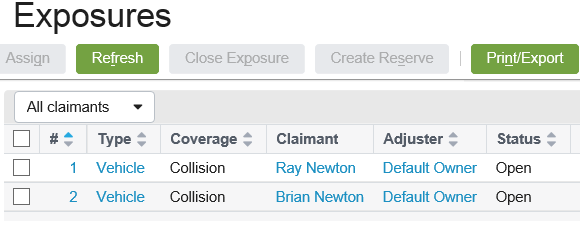 Exposures
Assign Refresh Close Exposure Create Reserve Print/Export
All claimants
# Type Coverage Claimant Adjuster Status
1 Vehicle Collision Ray Newton Default Owner Open
2 Vehicle Collision Brian Newton Default Owner Open